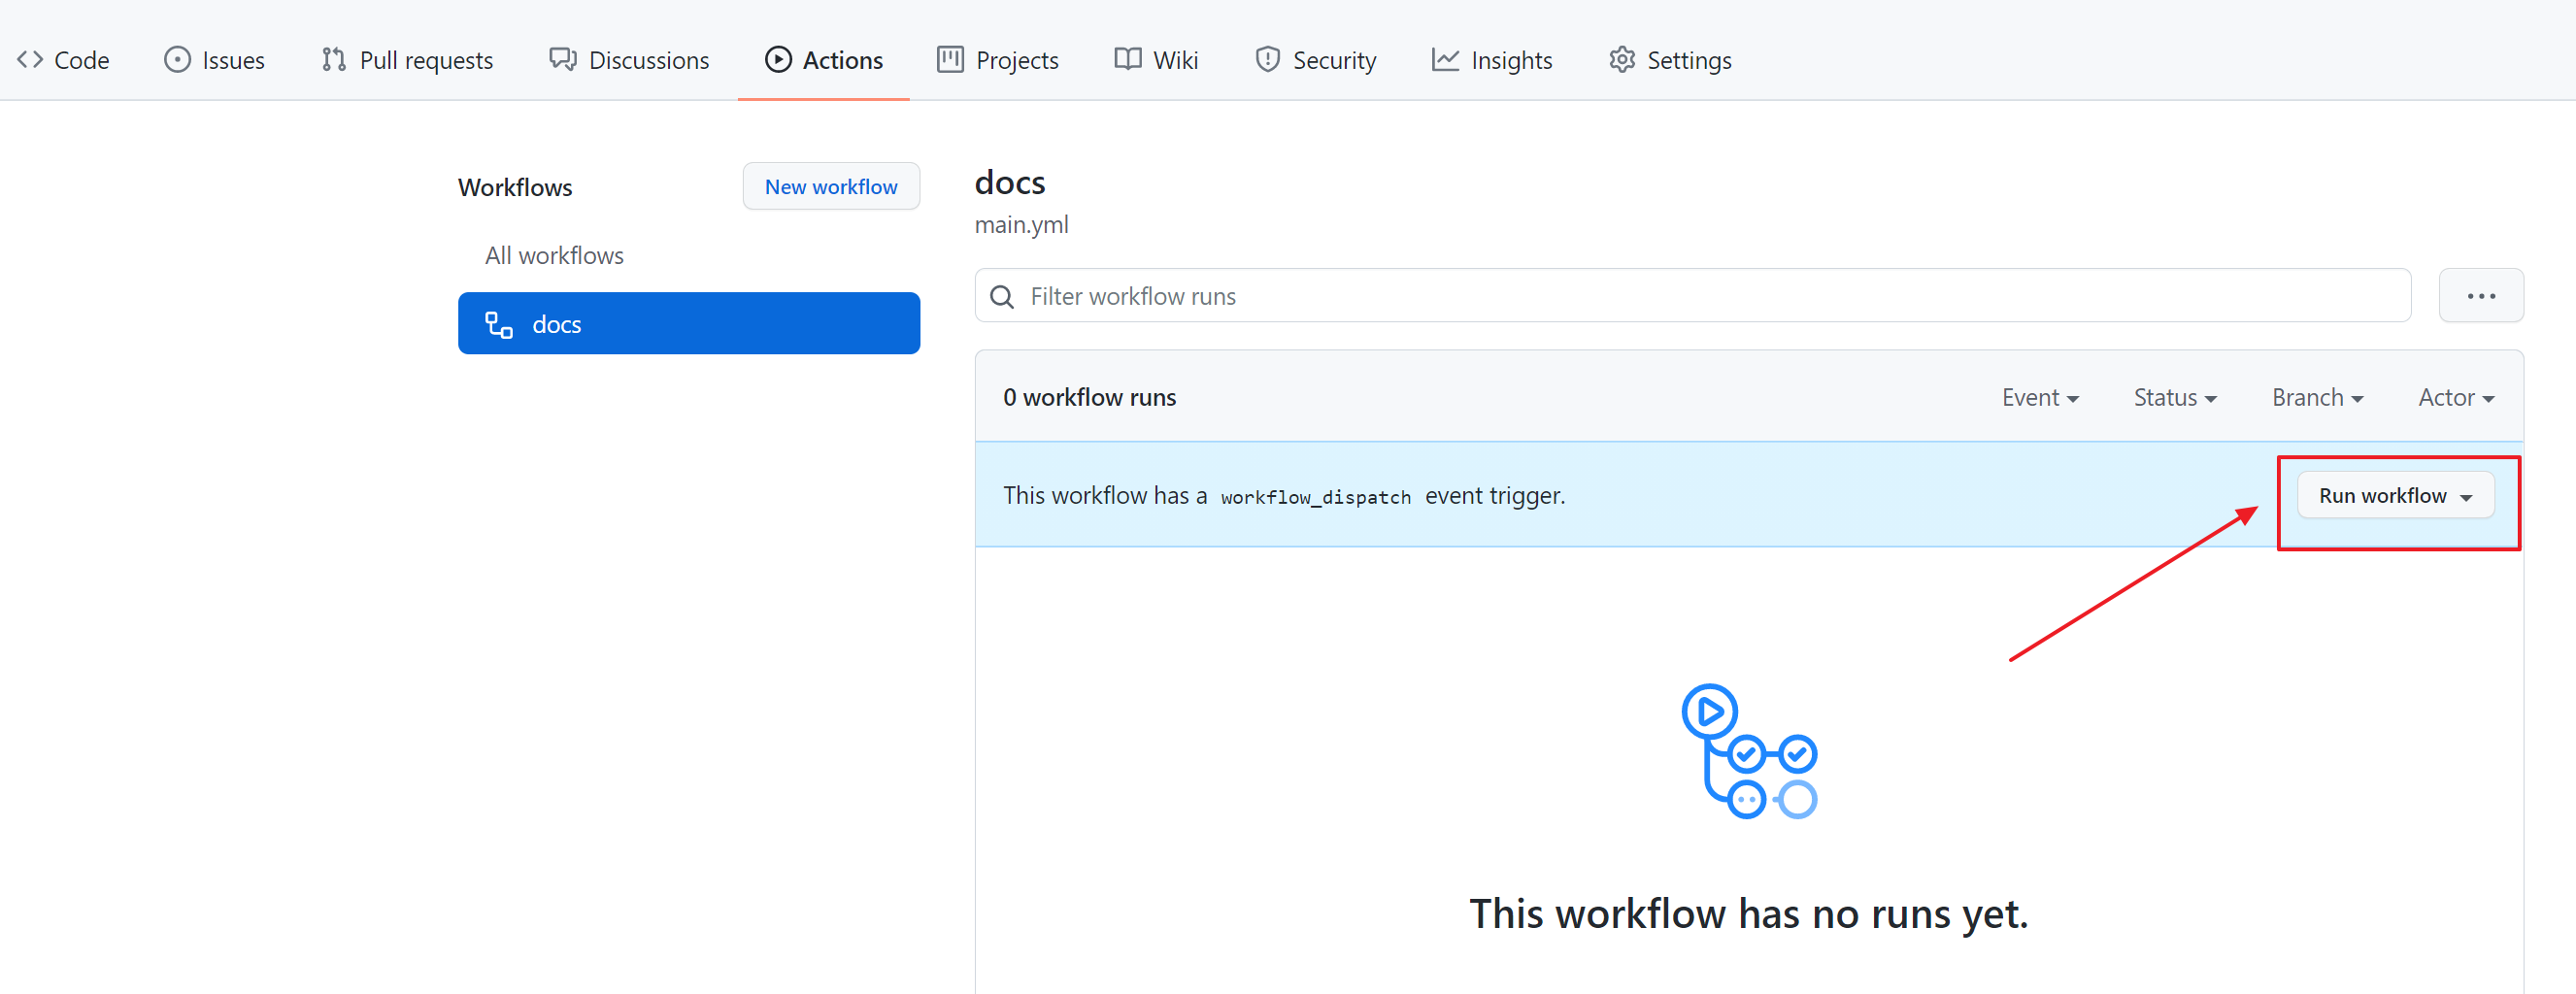 Code Issues Pull requests Discussions Actions Projects Wiki Security Insights Settings
Workflows
New workflow
All workflows
docs
docs
main.yml
Filter workflow runs
0 workflow runs
Event Status Branch Actor
This workflow has a workflow_dispatch event trigger.
Run workflow
This workflow has no runs yet.